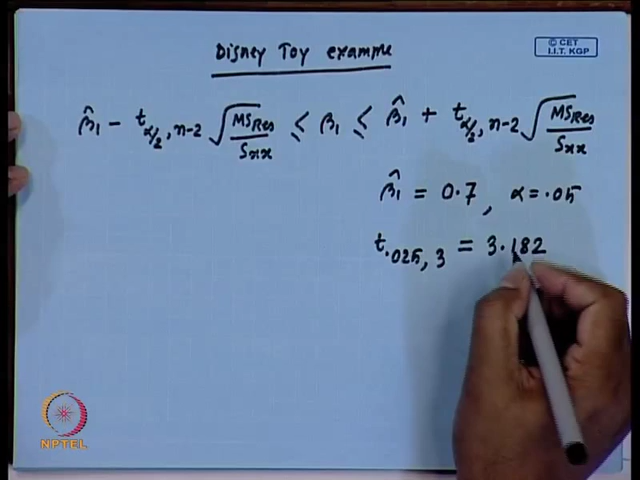 Disney Toy example
© CET
I.I.T. KGP
β̂₁ − t_{α/2, n-2} √(MS_Res / S_xx) ≤ β₁ ≤ β̂₁ + t_{α/2, n-2} √(MS_Res / S_xx)
β̂₁ = 0.7, α = .05
t_{.025, 3} = 3.182
NPTEL